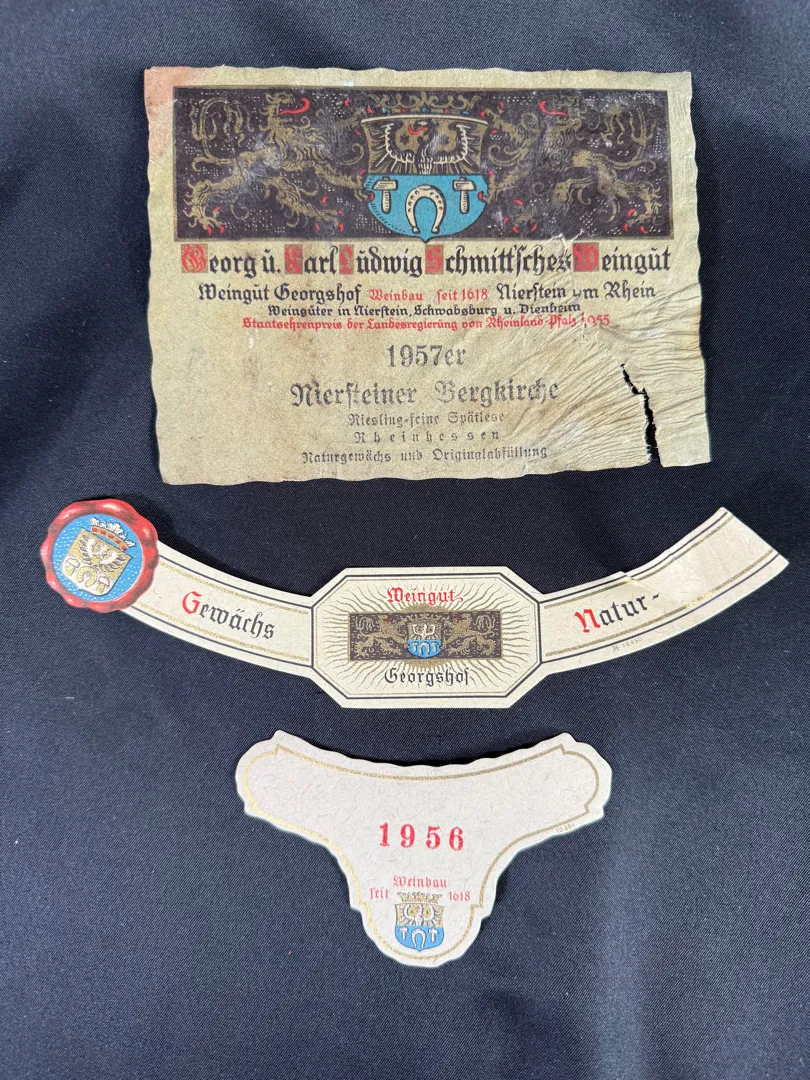 Georg u. Karl Ludwig Schmitt'sches Weingut
Weingut Georgshof Weinbau seit 1618 Nierstein am Rhein
Weingüter in Nierstein, Schwabsburg u. Dienheim
Staatsehrenpreis der Landesregierung von Rheinland-Pfalz 1955
1957er
Niersteiner Bergkirche
Riesling-feine Spätlese
Rheinhessen
Naturgewächs und Originalabfüllung
Gewächs
Weingut
Georgshof
Natur-
1956
Weinbau
seit 1618